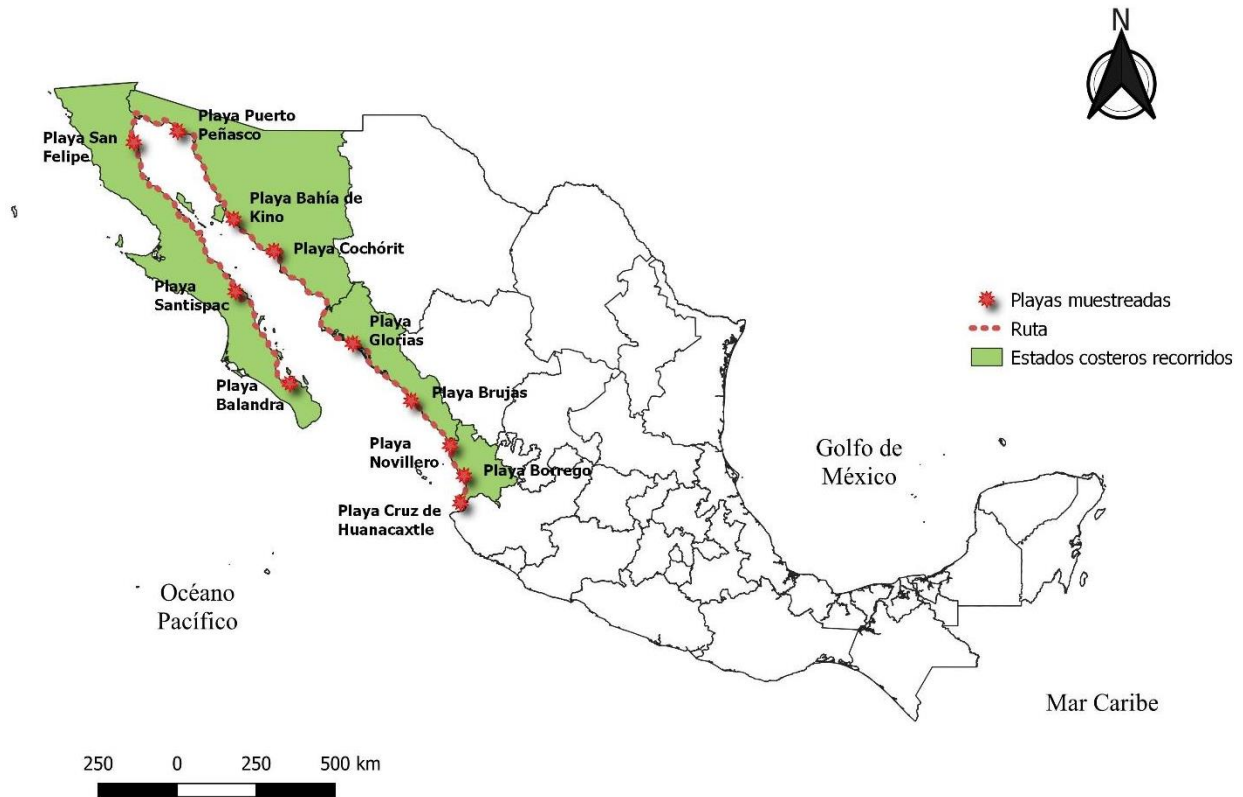 N
Playa Puerto
Peñasco
Playa San
Felipe
Playa Bahía de
Kino
Playa Cochórit
Playa
Santispac
Playa
Glorias
Playa
Balandra
Playa Brujas
Playa
Novillero
Playa Borrego
Playa Cruz de
Huanacaxtle
Playas muestreadas
Ruta
Estados costeros recorridos
Golfo de
México
Océano
Pacífico
Mar Caribe
250 0 250 500 km